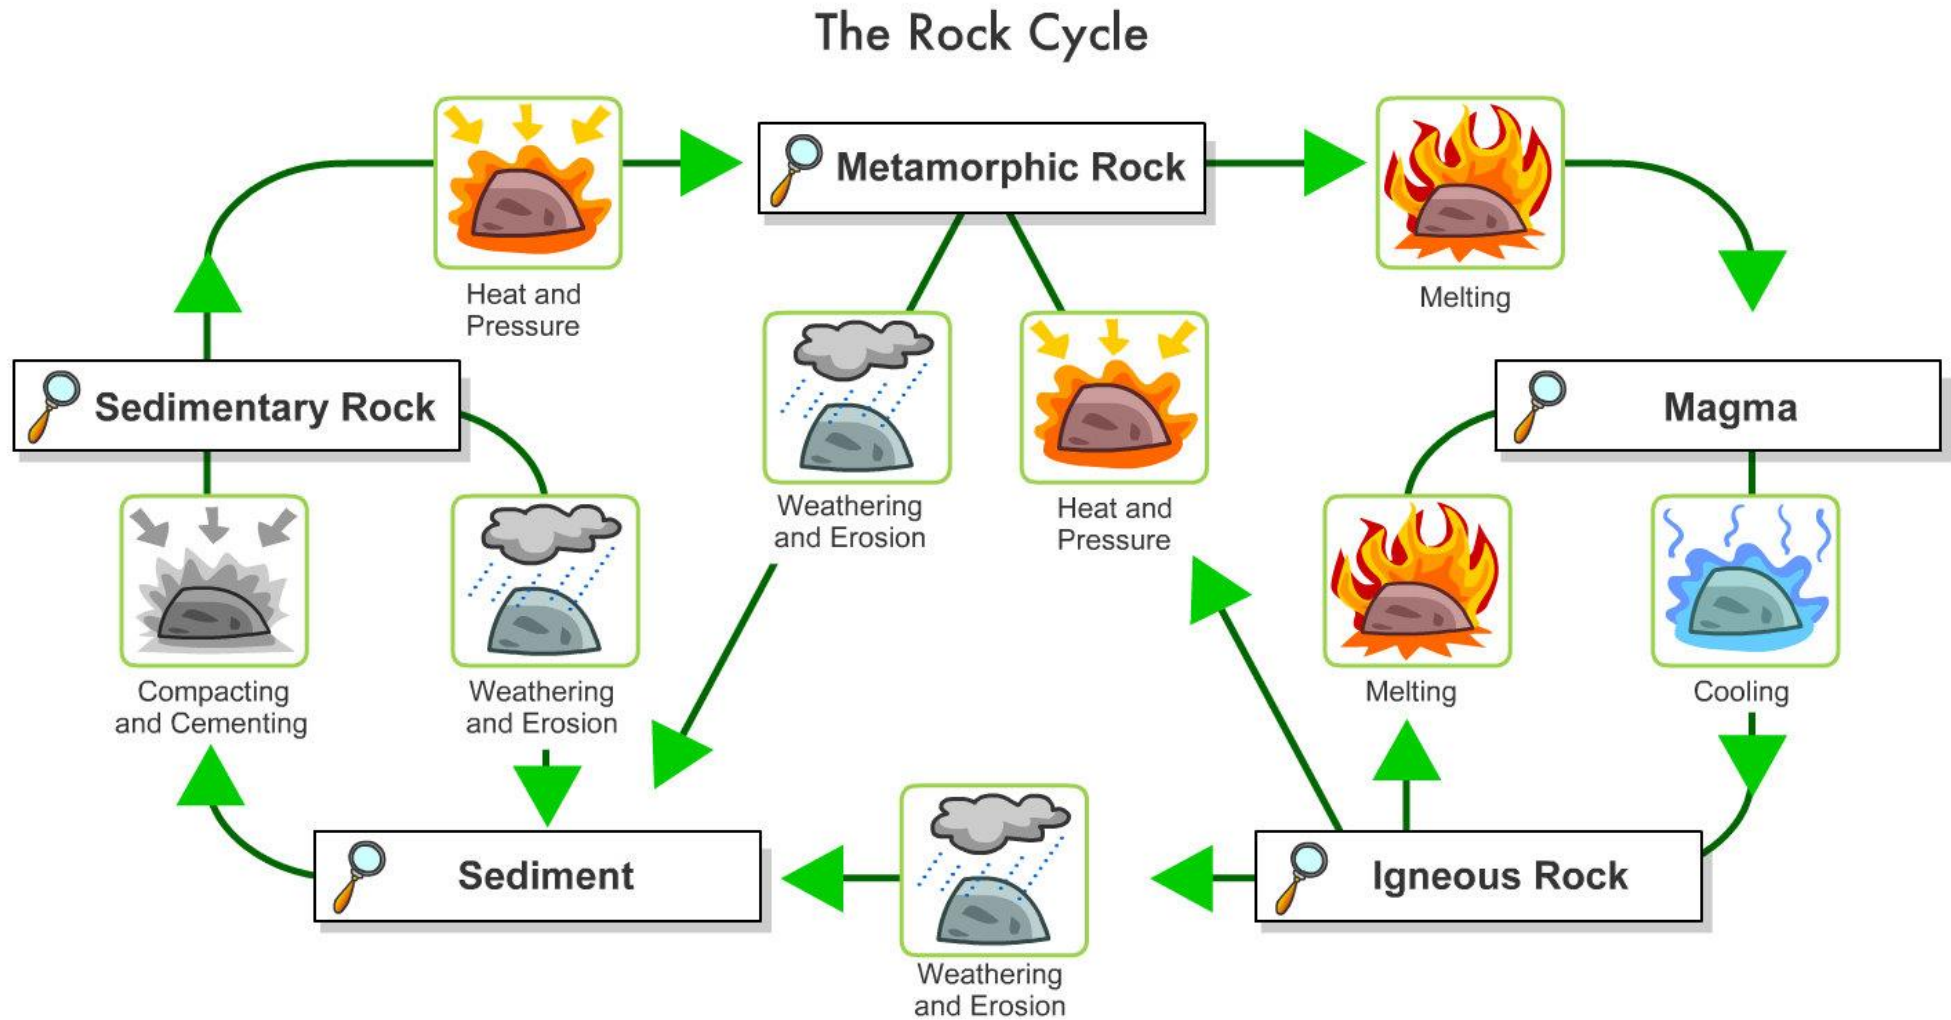 The Rock Cycle
Metamorphic Rock
Heat and
Pressure
Melting
Sedimentary Rock
Magma
Weathering
and Erosion
Heat and
Pressure
Compacting
and Cementing
Weathering
and Erosion
Melting
Cooling
Sediment
Igneous Rock
Weathering
and Erosion